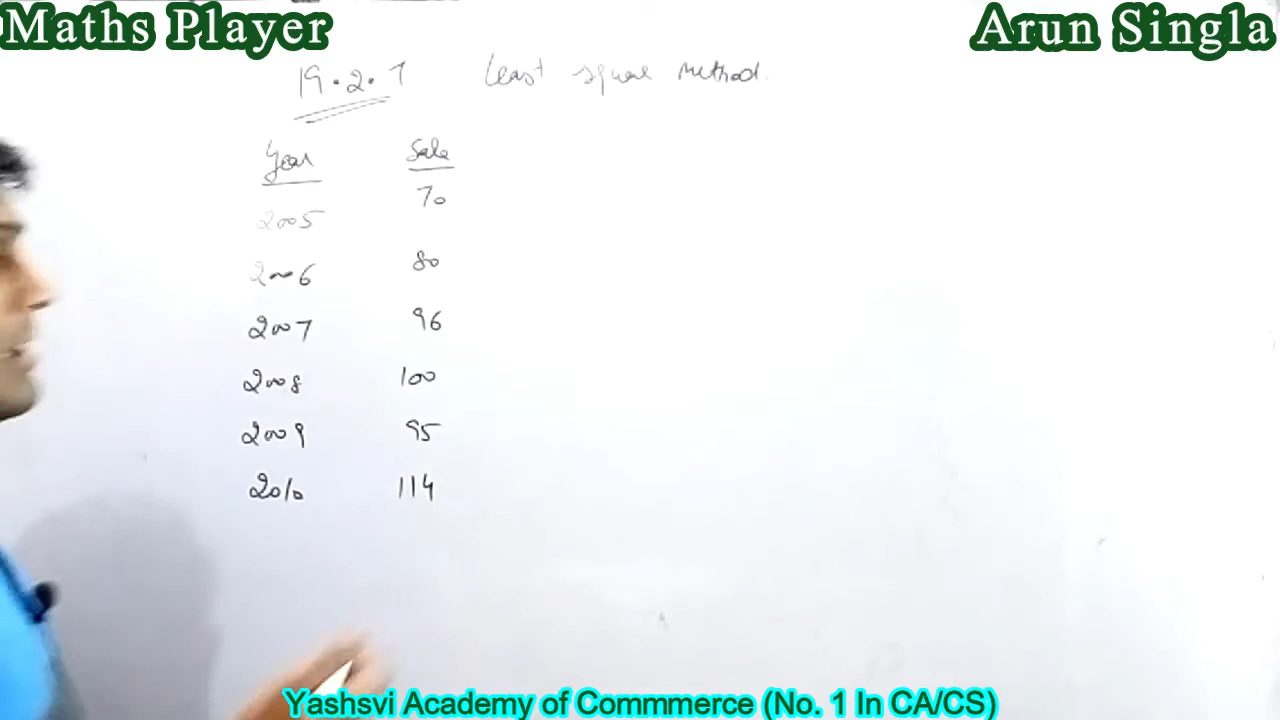 Maths Player
Arun Singla
19.2.7 Least square method.
Year Sale
2005 70
2006 80
2007 96
2008 100
2009 95
2010 114
Yashsvi Academy of Commmerce (No. 1 In CA/CS)